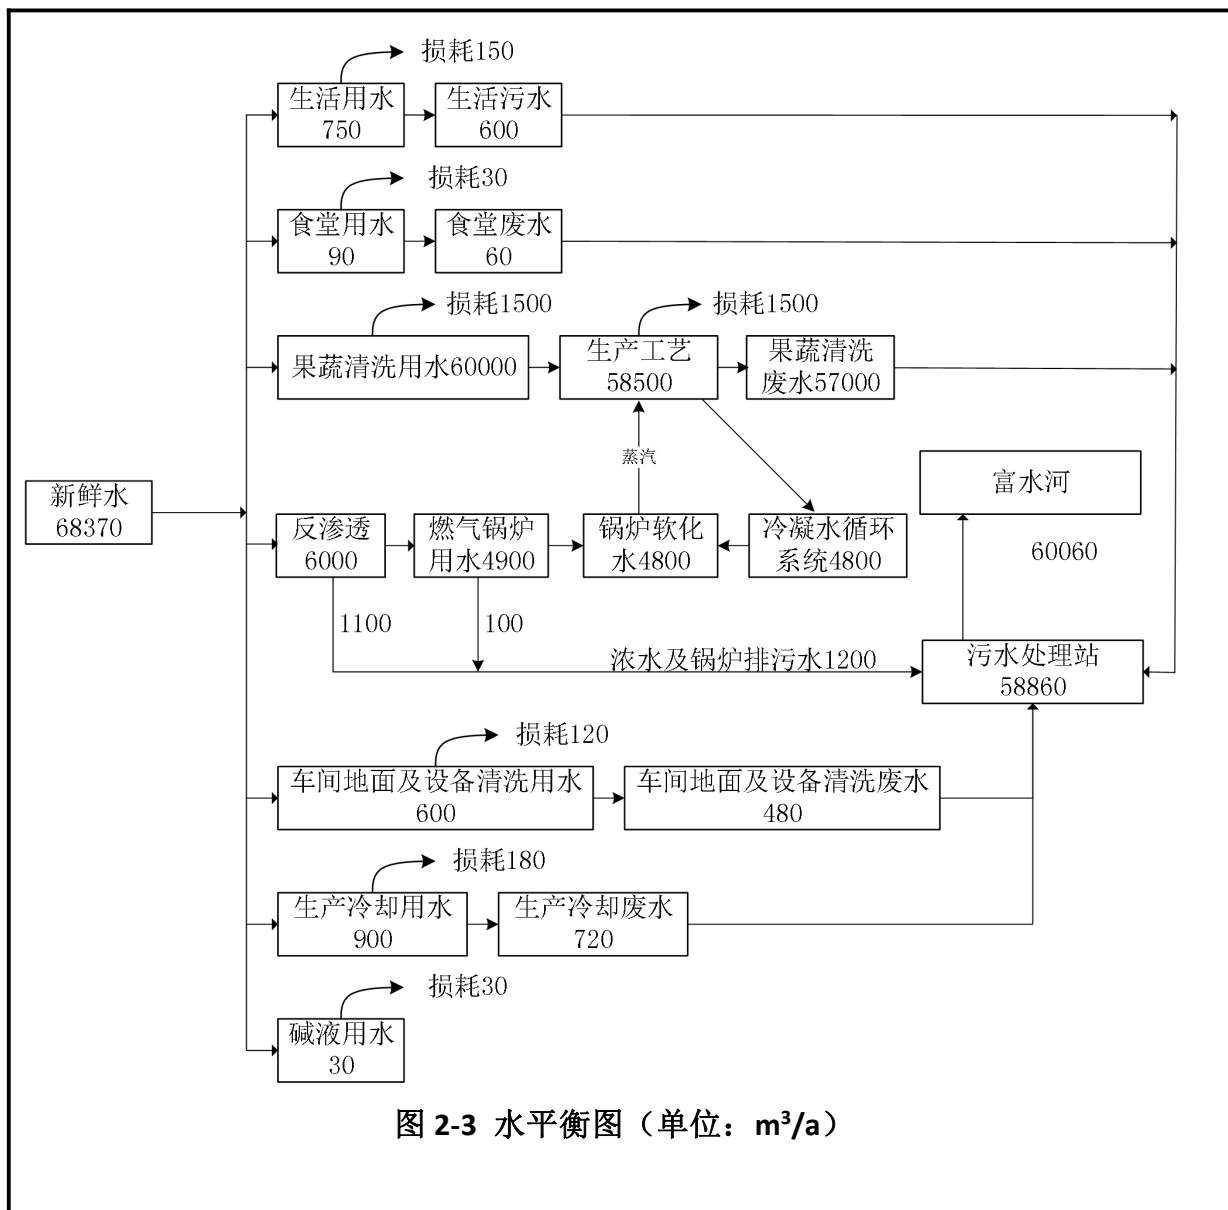 损耗150
生活用水
750
生活污水
600
损耗30
食堂用水
90
食堂废水
60
损耗1500
损耗1500
果蔬清洗用水60000
生产工艺
58500
果蔬清洗
废水57000
蒸汽
富水河
新鲜水
68370
反渗透
6000
燃气锅炉
用水4900
锅炉软化
水4800
冷凝水循环
系统4800
60060
1100
100
浓水及锅炉排污水1200
污水处理站
58860
损耗120
车间地面及设备清洗用水
600
车间地面及设备清洗废水
480
损耗180
生产冷却用水
900
生产冷却废水
720
损耗30
碱液用水
30
图 2-3 水平衡图（单位：m³/a）